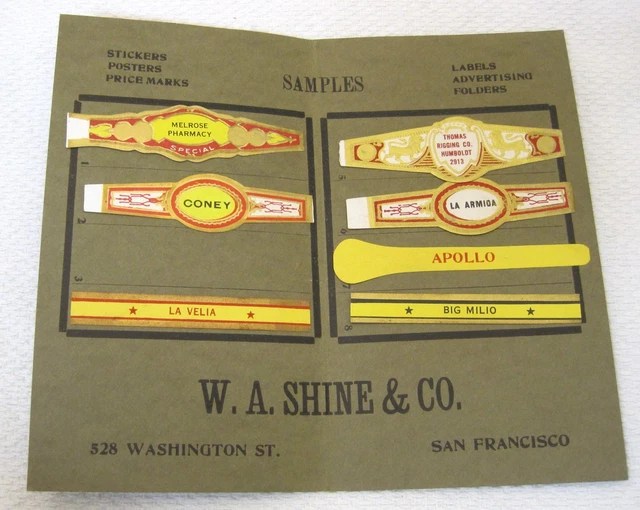 STICKERS
POSTERS
PRICE MARKS
SAMPLES
LABELS
ADVERTISING
FOLDERS
MELROSE
PHARMACY
SPECIAL
CONEY
LA VELIA
THOMAS
RIGGING CO.
HUMBOLDT
2913
LA ARMIGA
APOLLO
BIG MILIO
W. A. SHINE & CO.
528 WASHINGTON ST.
SAN FRANCISCO